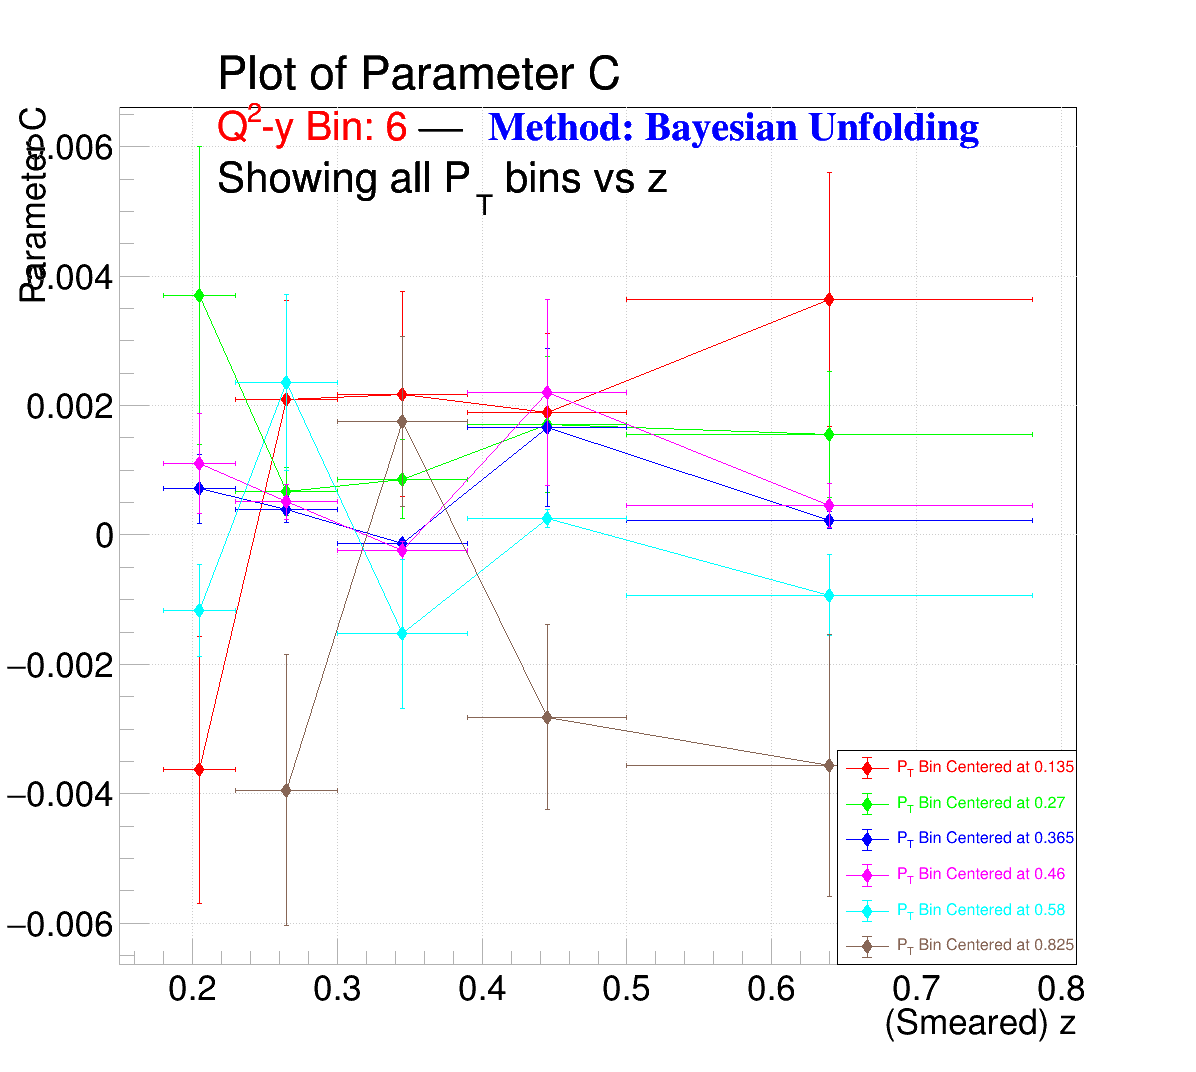 Plot of Parameter C
Q2-y Bin: 6 — Method: Bayesian Unfolding
Showing all PT bins vs z
Parameter C
0.006
0.004
0.002
0
−0.002
−0.004
−0.006
PT Bin Centered at 0.135
PT Bin Centered at 0.27
PT Bin Centered at 0.365
PT Bin Centered at 0.46
PT Bin Centered at 0.58
PT Bin Centered at 0.825
0.2 0.3 0.4 0.5 0.6 0.7 0.8
(Smeared) z